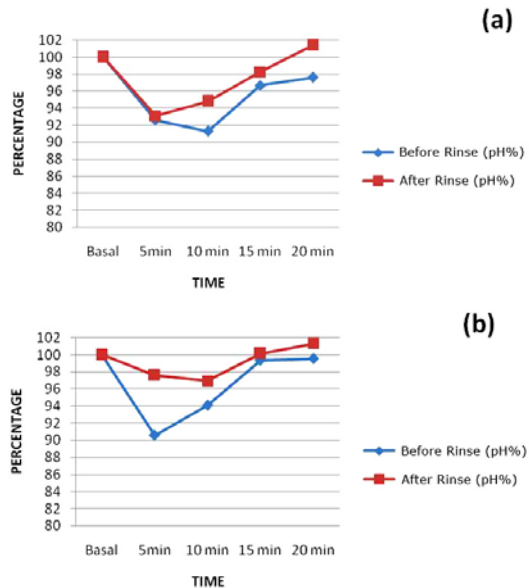 (a)
102
100
98
96
94
92
90
88
86
84
82
80
PERCENTAGE
Basal 5min 10 min 15 min 20 min
TIME
Before Rinse (pH%)
After Rinse (pH%)
(b)
102
100
98
96
94
92
90
88
86
84
82
80
PERCENTAGE
Basal 5min 10 min 15 min 20 min
TIME
Before Rinse (pH%)
After Rinse (pH%)